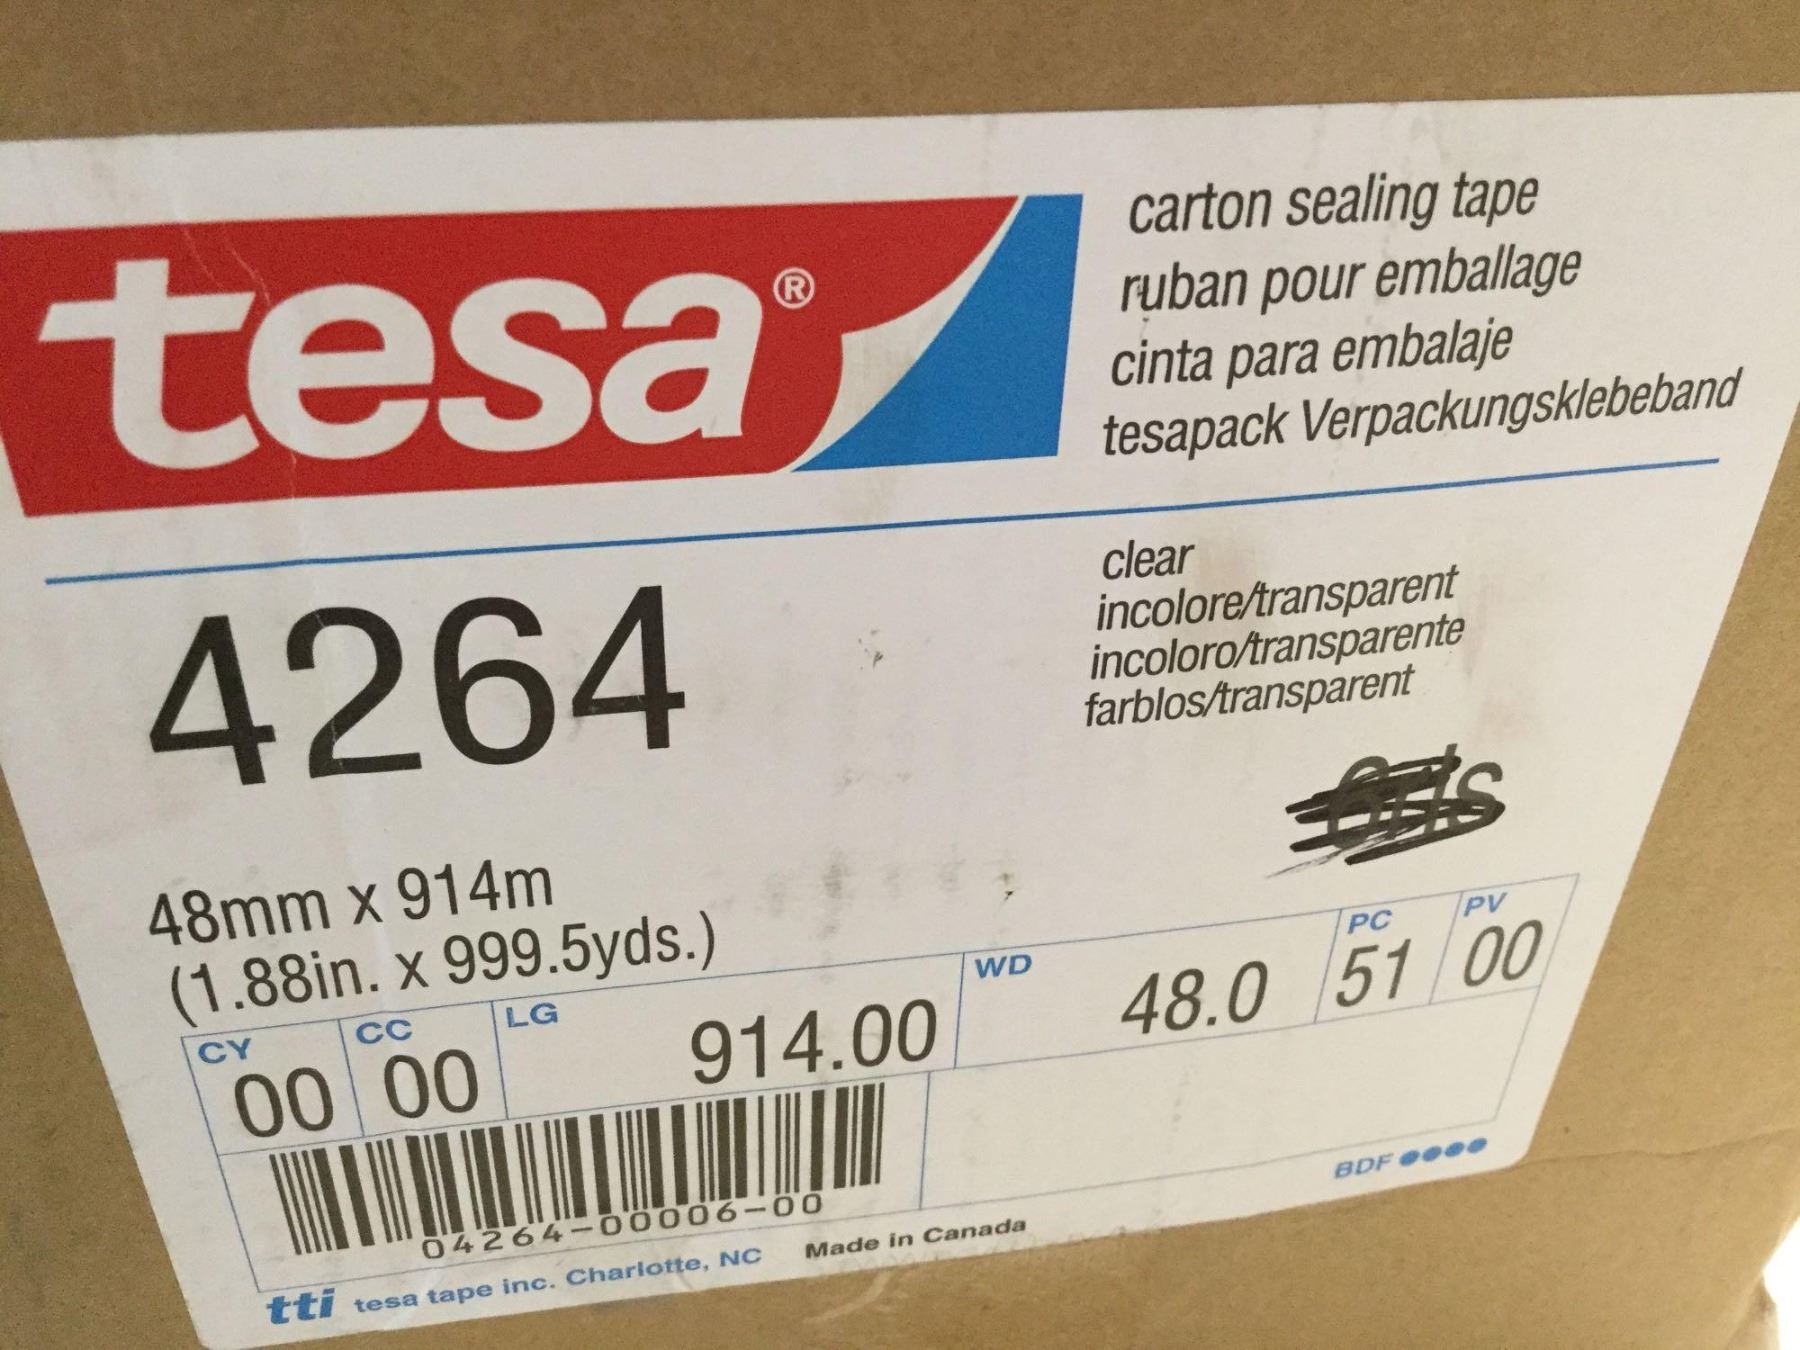 tesa®
carton sealing tape
ruban pour emballage
cinta para embalaje
tesapack Verpackungsklebeband
4264
clear
incolore/transparent
incoloro/transparente
farblos/transparent
48mm x 914m
(1.88in. x 999.5yds.)
CY 00 CC 00 LG 914.00 WD 48.0 PC 51 PV 00
04264-00006-00
BDF
tti tesa tape inc. Charlotte, NC Made in Canada